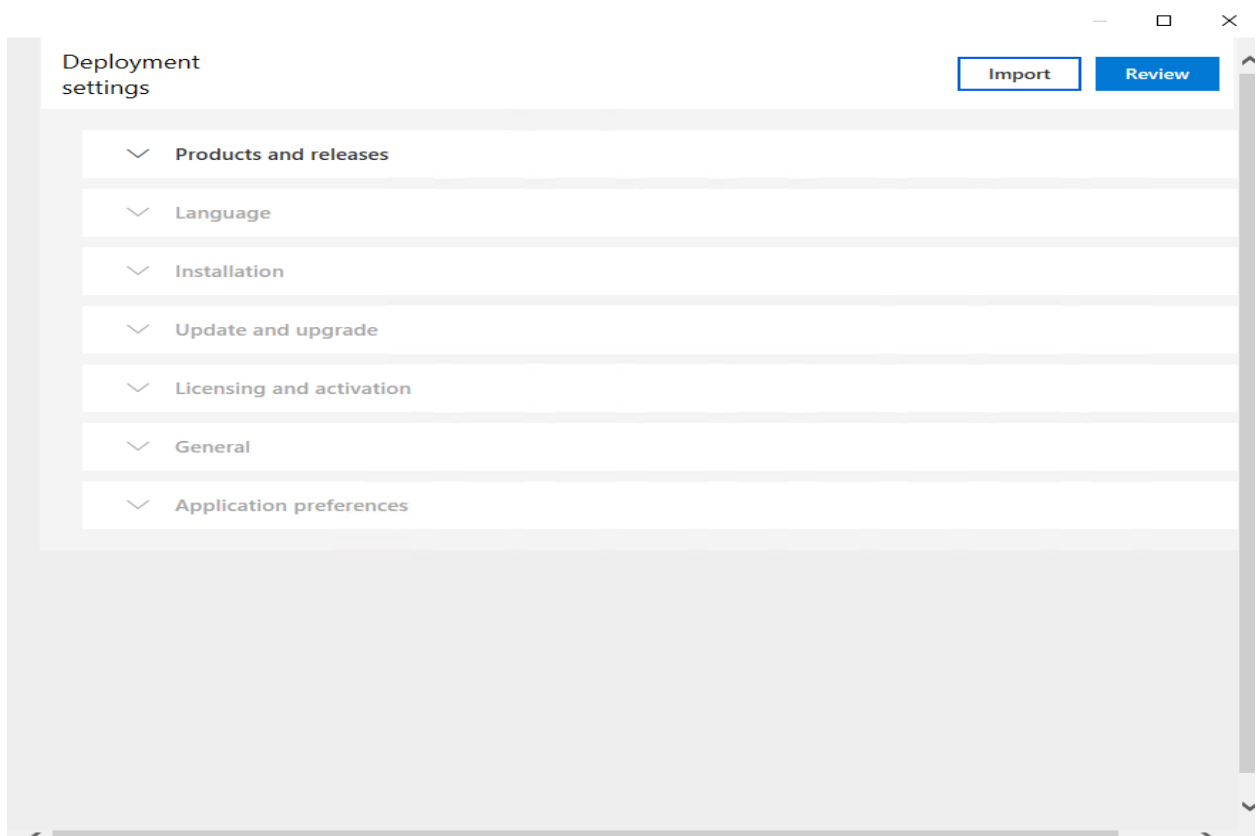 Deployment
settings
Import
Review
Products and releases
Language
Installation
Update and upgrade
Licensing and activation
General
Application preferences